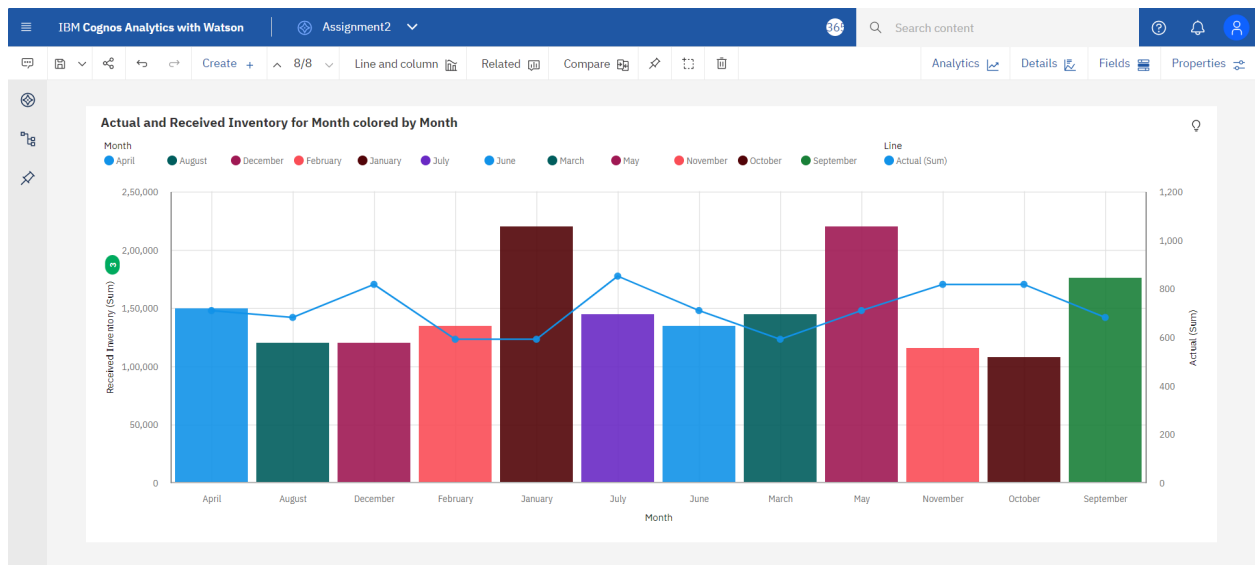 IBM Cognos Analytics with Watson
Assignment2
Search content
Create +
8/8
Line and column
Related
Compare
Analytics
Details
Fields
Properties
Actual and Received Inventory for Month colored by Month
Month
April August December February January July June March May November October September
Line
Actual (Sum)
2,50,000
2,00,000
1,50,000
1,00,000
50,000
0
Received Inventory (Sum)
3
1,200
1,000
800
600
400
200
0
Actual (Sum)
April August December February January July June March May November October September
Month